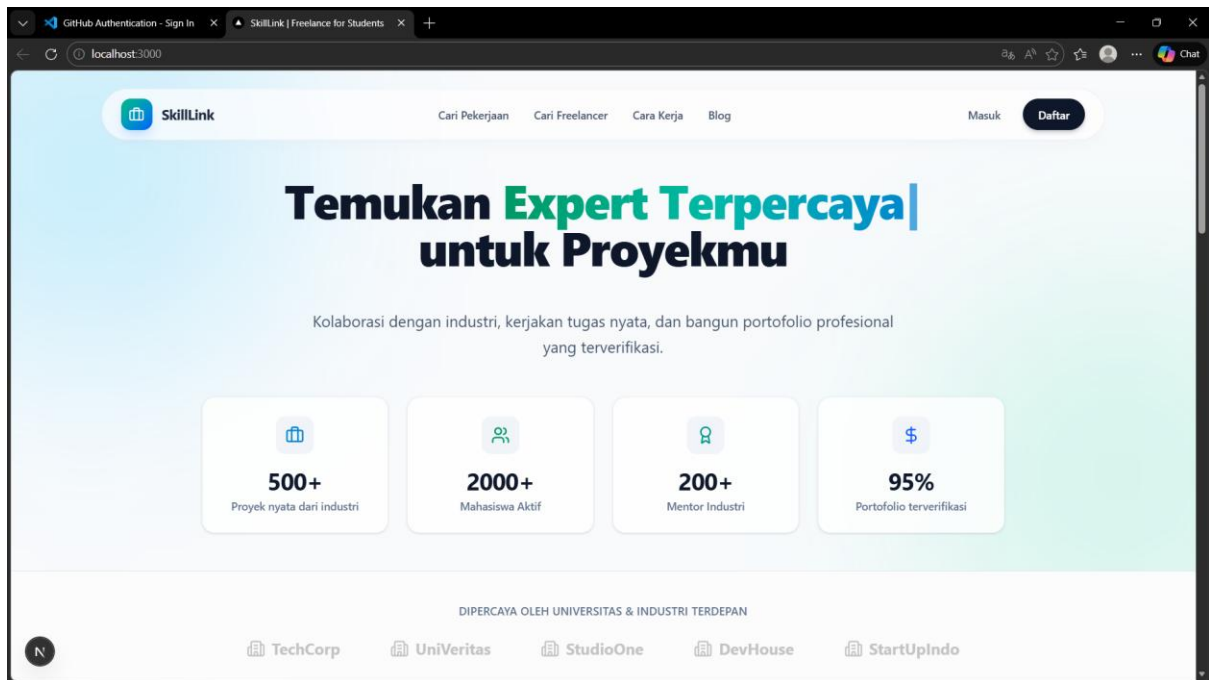 GitHub Authentication - Sign In
SkillLink | Freelance for Students
localhost:3000
Chat
SkillLink
Cari Pekerjaan
Cari Freelancer
Cara Kerja
Blog
Masuk
Daftar
Temukan Expert Terpercaya|
untuk Proyekmu
Kolaborasi dengan industri, kerjakan tugas nyata, dan bangun portofolio profesional
yang terverifikasi.
500+
Proyek nyata dari industri
2000+
Mahasiswa Aktif
200+
Mentor Industri
95%
Portofolio terverifikasi
DIPERCAYA OLEH UNIVERSITAS & INDUSTRI TERDEPAN
TechCorp
UniVeritas
StudioOne
DevHouse
StartUpIndo
N